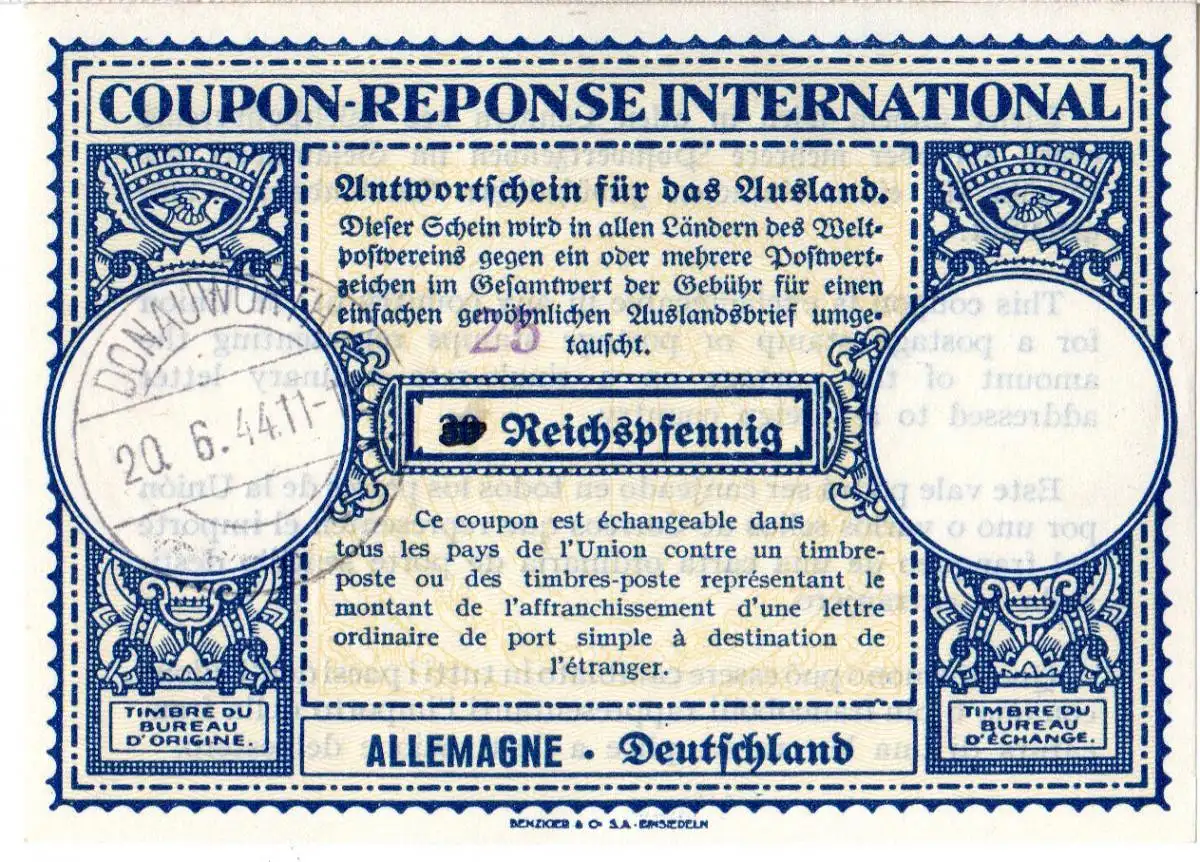 COUPON-REPONSE INTERNATIONAL
Antwortschein für das Ausland.
Dieser Schein wird in allen Ländern des Welt-
postvereins gegen ein oder mehrere Postwert-
zeichen im Gesamtwert der Gebühr für einen
einfachen gewöhnlichen Auslandsbrief umge-
tauscht.
25
30 Reichspfennig
Ce coupon est échangeable dans
tous les pays de l'Union contre un timbre-
poste ou des timbres-poste représentant le
montant de l'affranchissement d'une lettre
ordinaire de port simple à destination de
l'étranger.
20.6.44.11-
TIMBRE DU
BUREAU
D'ORIGINE.
TIMBRE DU
BUREAU
D'ÉCHANGE.
ALLEMAGNE • Deutschland
BENZIGER & Co S.A. - EINSIEDELN